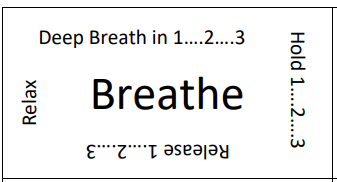 Deep Breath in 1....2....3
Hold 1....2....3
Release 1....2....3
Relax
Breathe